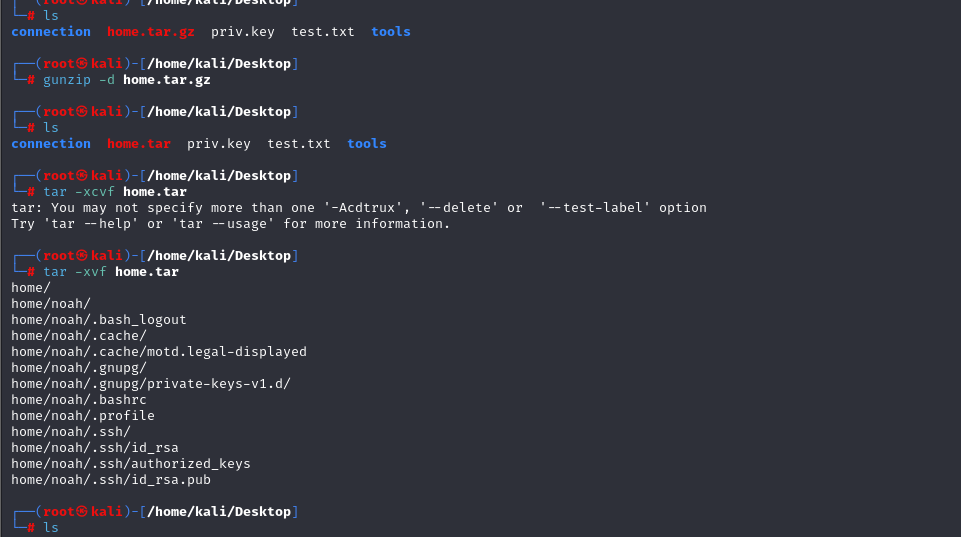 ┌──(root㉿kali)-[/home/kali/Desktop]
└─# ls
connection  home.tar.gz  priv.key  test.txt  tools
┌──(root㉿kali)-[/home/kali/Desktop]
└─# gunzip -d home.tar.gz
┌──(root㉿kali)-[/home/kali/Desktop]
└─# ls
connection  home.tar  priv.key  test.txt  tools
┌──(root㉿kali)-[/home/kali/Desktop]
└─# tar -xcvf home.tar
tar: You may not specify more than one '-Acdtrux', '--delete' or  '--test-label' option
Try 'tar --help' or 'tar --usage' for more information.
┌──(root㉿kali)-[/home/kali/Desktop]
└─# tar -xvf home.tar
home/
home/noah/
home/noah/.bash_logout
home/noah/.cache/
home/noah/.cache/motd.legal-displayed
home/noah/.gnupg/
home/noah/.gnupg/private-keys-v1.d/
home/noah/.bashrc
home/noah/.profile
home/noah/.ssh/
home/noah/.ssh/id_rsa
home/noah/.ssh/authorized_keys
home/noah/.ssh/id_rsa.pub
┌──(root㉿kali)-[/home/kali/Desktop]
└─# ls